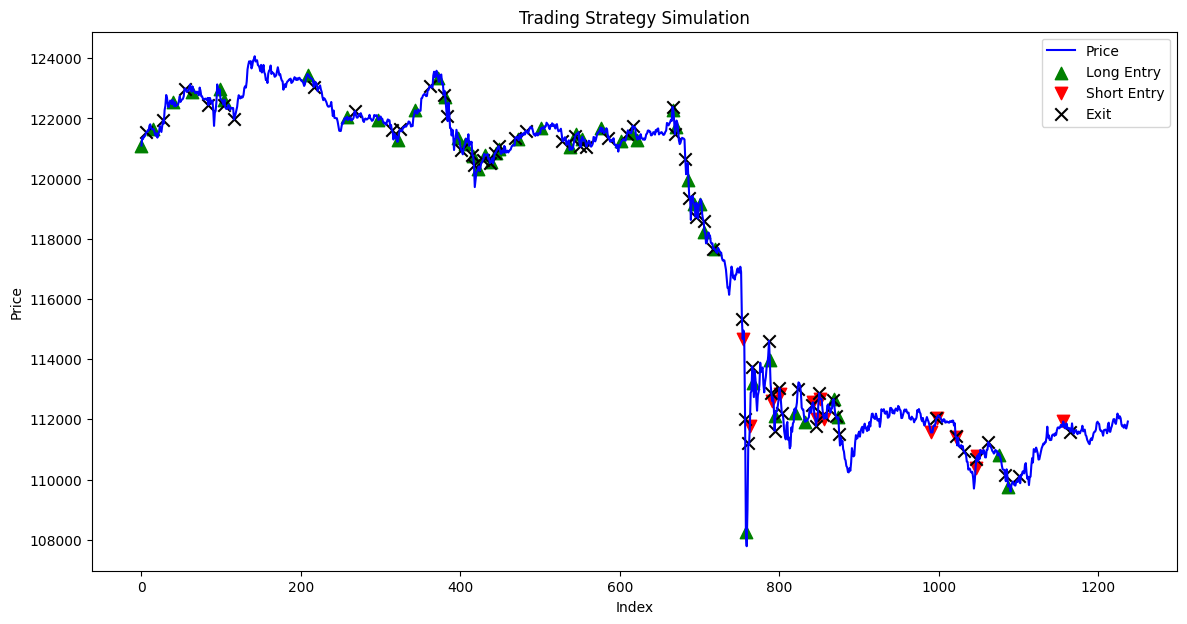 Trading Strategy Simulation
Price
Long Entry
Short Entry
Exit
124000
122000
120000
118000
116000
114000
112000
110000
108000
Price
0 200 400 600 800 1000 1200
Index